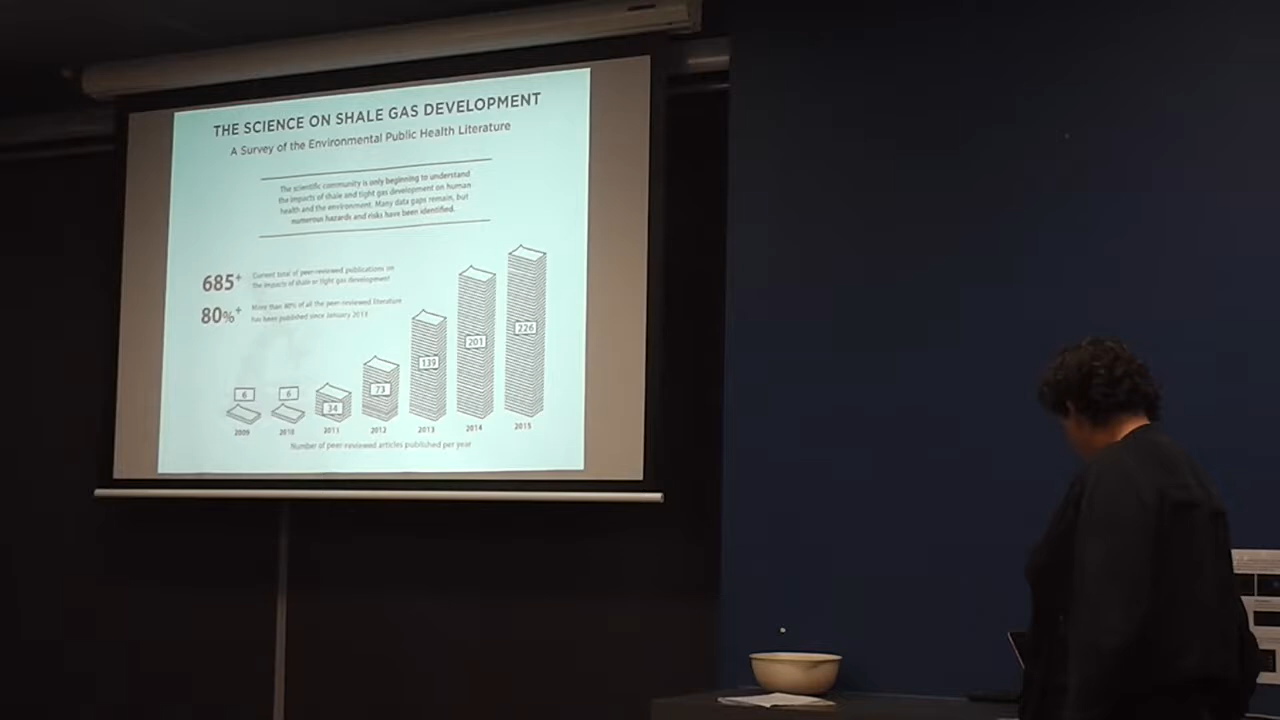 THE SCIENCE ON SHALE GAS DEVELOPMENT
A Survey of the Environmental Public Health Literature
The scientific community is only beginning to understand
the impacts of shale and tight gas development on human
health and the environment. Many data gaps remain, but
numerous hazards and risks have been identified.
685+
Current total of peer-reviewed publications on
the impacts of shale or tight gas development
80%+
More than 80% of all the peer-reviewed literature
has been published since January 2013
6
6
34
73
139
201
226
2009
2010
2011
2012
2013
2014
2015
Number of peer-reviewed articles published per year